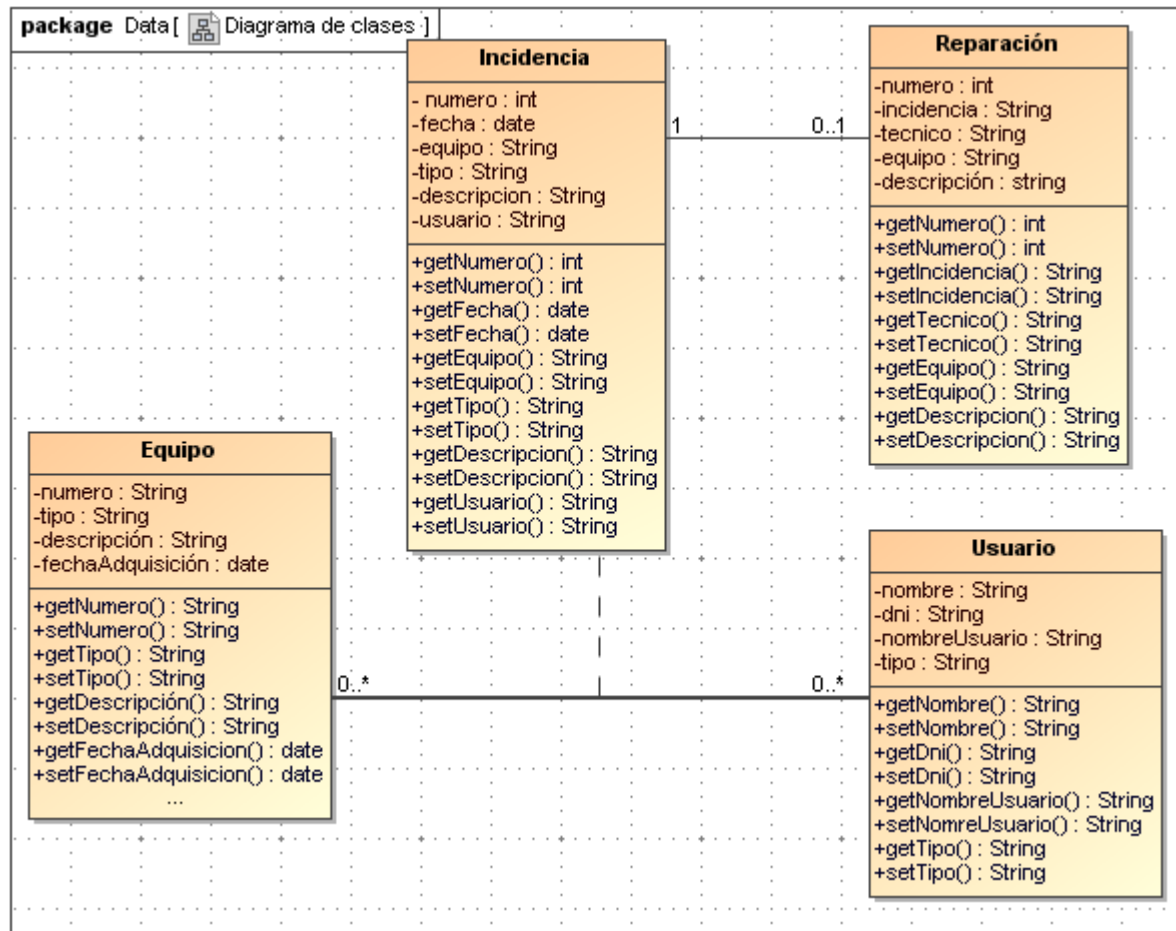 package Data [ Diagrama de clases ]
Incidencia
- numero : int
-fecha : date
-equipo : String
-tipo : String
-descripcion : String
-usuario : String
+getNumero() : int
+setNumero() : int
+getFecha() : date
+setFecha() : date
+getEquipo() : String
+setEquipo() : String
+getTipo() : String
+setTipo() : String
+getDescripcion() : String
+setDescripcion() : String
+getUsuario() : String
+setUsuario() : String
1
0..1
Reparación
-numero : int
-incidencia : String
-tecnico : String
-equipo : String
-descripción : string
+getNumero() : int
+setNumero() : int
+getIncidencia() : String
+setIncidencia() : String
+getTecnico() : String
+setTecnico() : String
+getEquipo() : String
+setEquipo() : String
+getDescripcion() : String
+setDescripcion() : String
Equipo
-numero : String
-tipo : String
-descripción : String
-fechaAdquisición : date
+getNumero() : String
+setNumero() : String
+getTipo() : String
+setTipo() : String
+getDescripción() : String
+setDescripción() : String
+getFechaAdquisicion() : date
+setFechaAdquisicion() : date
...
0..*
0..*
Usuario
-nombre : String
-dni : String
-nombreUsuario : String
-tipo : String
+getNombre() : String
+setNombre() : String
+getDni() : String
+setDni() : String
+getNombreUsuario() : String
+setNomreUsuario() : String
+getTipo() : String
+setTipo() : String